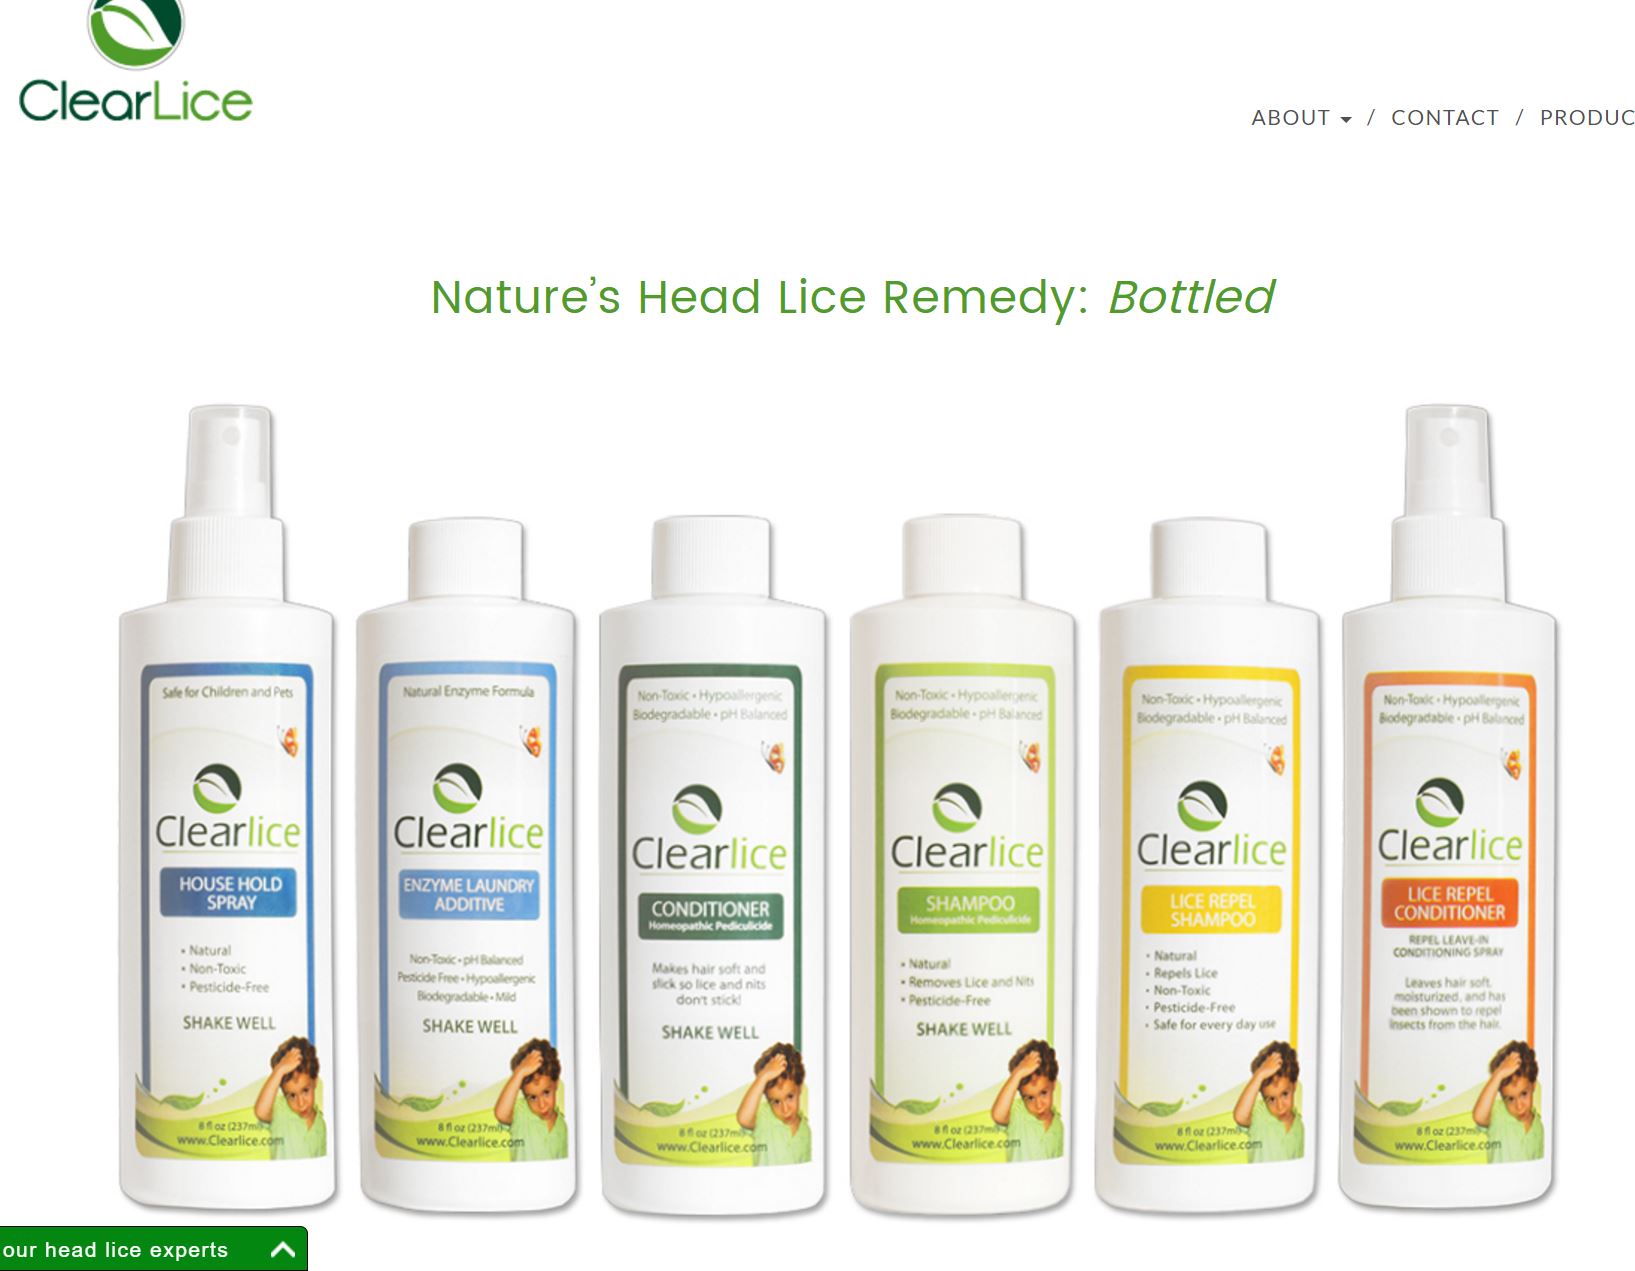 ClearLice
ABOUT / CONTACT / PRODUC
Nature's Head Lice Remedy: Bottled
Safe for Children and Pets
Clearlice
HOUSE HOLD
SPRAY
• Natural
• Non-Toxic
• Pesticide-Free
SHAKE WELL
8 fl oz (237ml)
www.Clearlice.com
Natural Enzyme Formula
Clearlice
ENZYME LAUNDRY
ADDITIVE
Non-Toxic • pH Balanced
Pesticide Free • Hypoallergenic
Biodegradable • Mild
SHAKE WELL
8 fl oz (237ml)
www.Clearlice.com
Non-Toxic • Hypoallergenic
Biodegradable • pH Balanced
Clearlice
CONDITIONER
Homeopathic Pediculicide
Makes hair soft and
slick so lice and nits
don't stick!
SHAKE WELL
8 fl oz (237ml)
www.Clearlice.com
Non-Toxic • Hypoallergenic
Biodegradable • pH Balanced
Clearlice
SHAMPOO
Homeopathic Pediculicide
• Natural
• Removes Lice and Nits
• Pesticide-Free
SHAKE WELL
8 fl oz (237ml)
www.Clearlice.com
Non-Toxic • Hypoallergenic
Biodegradable • pH Balanced
Clearlice
LICE REPEL
SHAMPOO
• Natural
• Repels Lice
• Non-Toxic
• Pesticide-Free
• Safe for every day use
8 fl oz (237ml)
www.Clearlice.com
Non-Toxic • Hypoallergenic
Biodegradable • pH Balanced
Clearlice
LICE REPEL
CONDITIONER
REPEL LEAVE-IN
CONDITIONING SPRAY
Leaves hair soft,
moisturized, and has
been shown to repel
insects from the hair.
8 fl oz (237ml)
www.Clearlice.com
our head lice experts